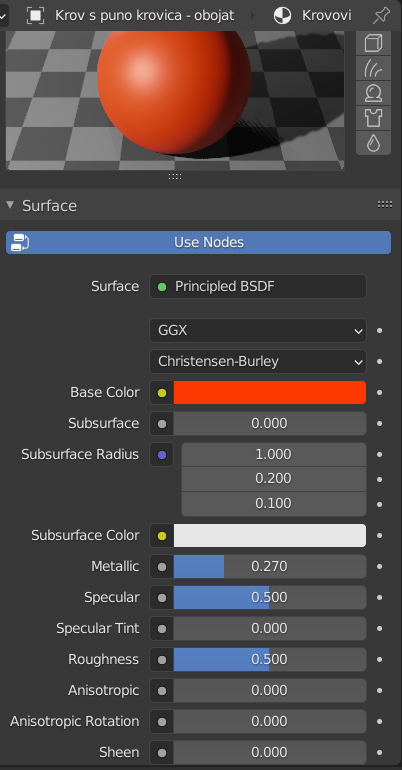 Krov s puno krovica - obojat
Krovovi
Surface
Use Nodes
Surface Principled BSDF
GGX
Christensen-Burley
Base Color
Subsurface 0.000
Subsurface Radius 1.000
0.200
0.100
Subsurface Color
Metallic 0.270
Specular 0.500
Specular Tint 0.000
Roughness 0.500
Anisotropic 0.000
Anisotropic Rotation 0.000
Sheen 0.000